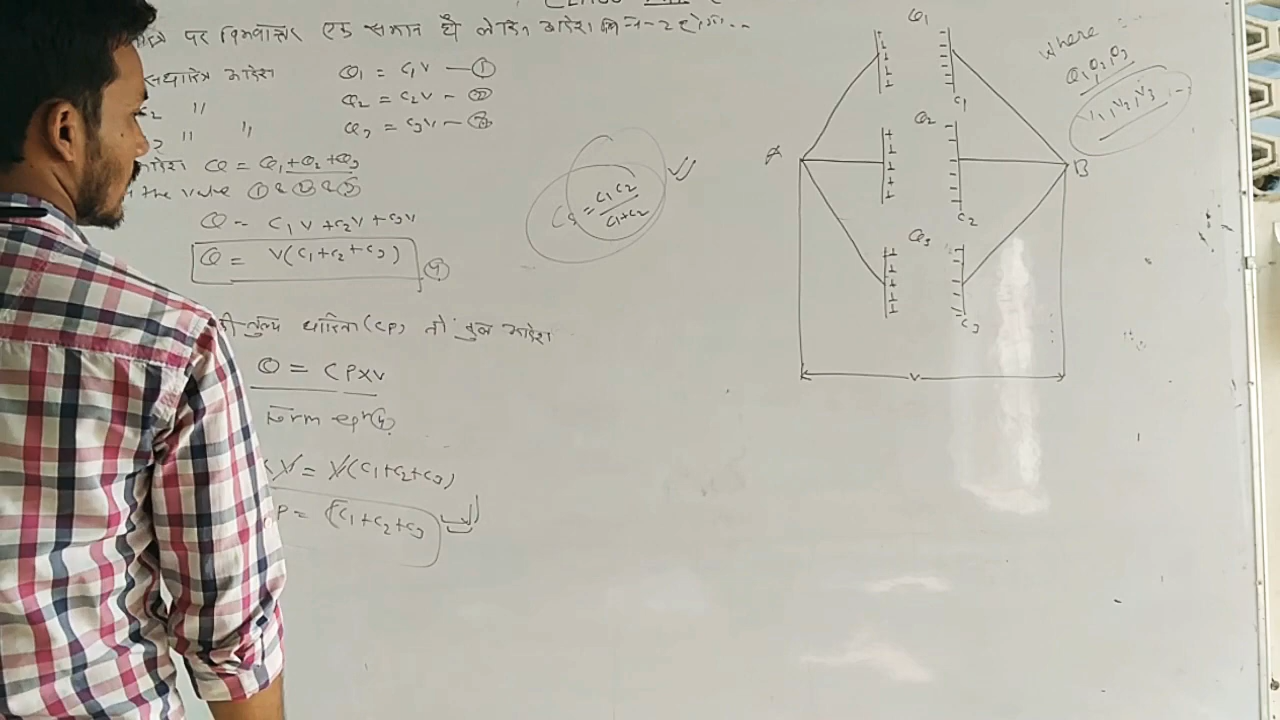 पर विभवान्तर एक समान है लेकिन आवेश भिन्न-2 होगा...
संधारित्र आवेश Q1 = C1V — ①
C2 " Q2 = C2V — ②
" " Q3 = C3V — ③
आवेश Q = Q1+Q2+Q3
the value ① & ② & ③
Q = C1V + C2V + C3V
Q = V(C1+C2+C3) ④
की तुल्य धारिता (CP) तो कुल आवेश
Q = CP×V
form eqn ④
V = V(C1+C2+C3)
P = (C1+C2+C3)
Cs = C1C2/C1+C2
Q1
C1
Q2
A
B
C2
Q3
C3
V
where
Q1,Q2,Q3
V1,V2,V3